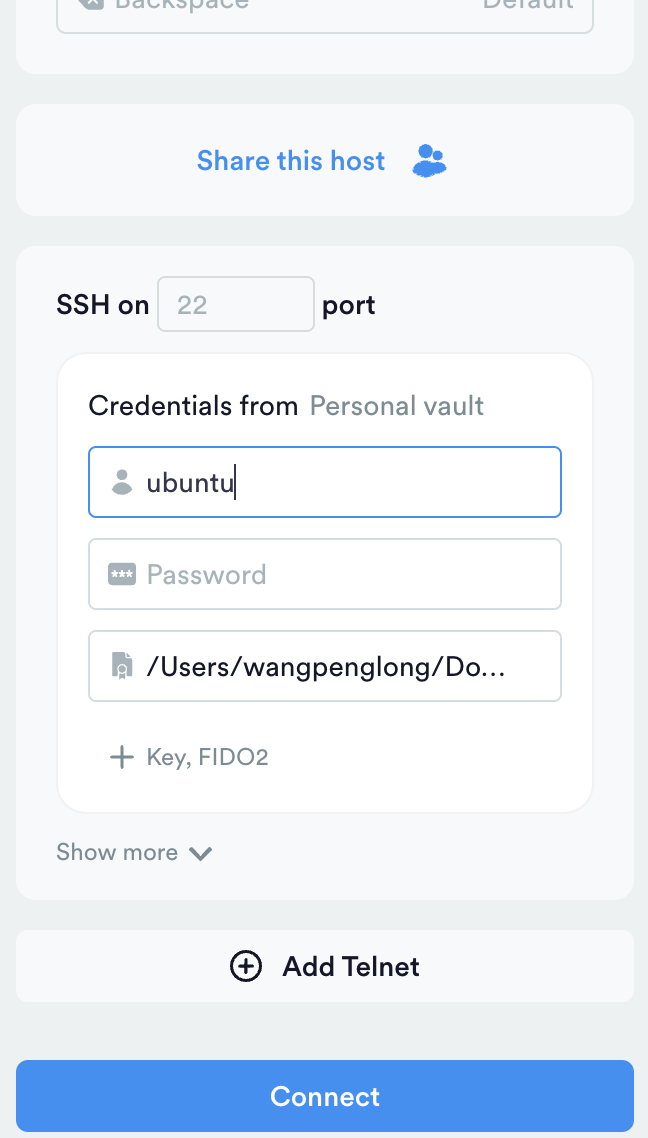 Backspace Default
Share this host
SSH on 22 port
Credentials from Personal vault
ubuntu
*** Password
/Users/wangpenglong/Do...
+ Key, FIDO2
Show more
Add Telnet
Connect